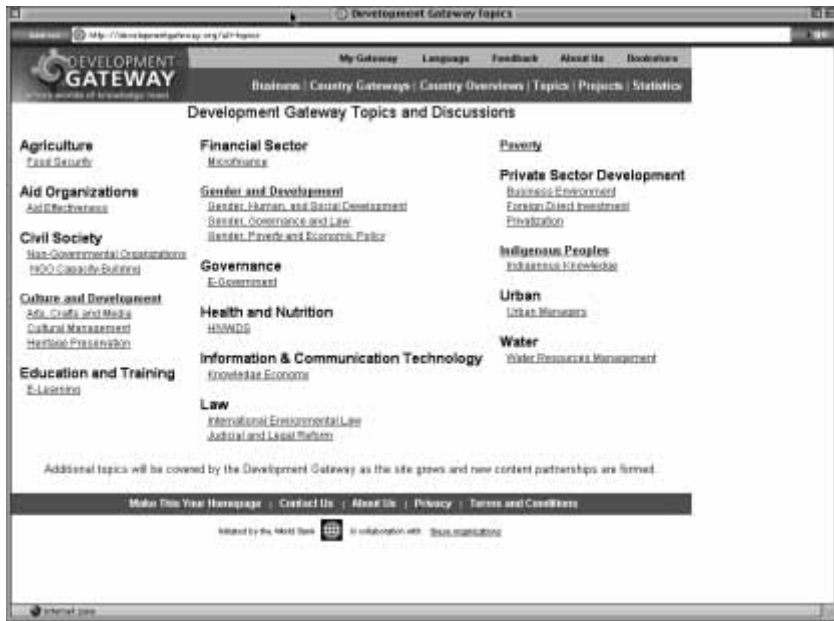 Development Gateway Topics
DEVELOPMENT
GATEWAY
My Gateway Language Feedback About Us Bookstore
Business | Country Gateways | Country Overviews | Topics | Projects | Statistics
Development Gateway Topics and Discussions
Agriculture
Food Security
Aid Organizations
Aid Effectiveness
Civil Society
Non-Governmental Organizations
NGO Capacity-Building
Culture and Development
Arts, Crafts and Media
Cultural Management
Heritage Preservation
Education and Training
E-Learning
Financial Sector
Microfinance
Gender and Development
Gender, Human, and Social Development
Gender, Governance and Law
Gender, Poverty and Economic Policy
Governance
E-Government
Health and Nutrition
HIV/AIDS
Information & Communication Technology
Knowledge Economy
Law
International Environmental Law
Judicial and Legal Reform
Poverty
Private Sector Development
Business Environment
Foreign Direct Investment
Privatization
Indigenous Peoples
Indigenous Knowledge
Urban
Urban Managers
Water
Water Resources Management
Additional topics will be covered by the Development Gateway as the site grows and new content partnerships are formed.
Make This Your Homepage | Contact Us | About Us | Privacy | Terms and Conditions
Initiated by the World Bank in collaboration with these organizations
Internet zone